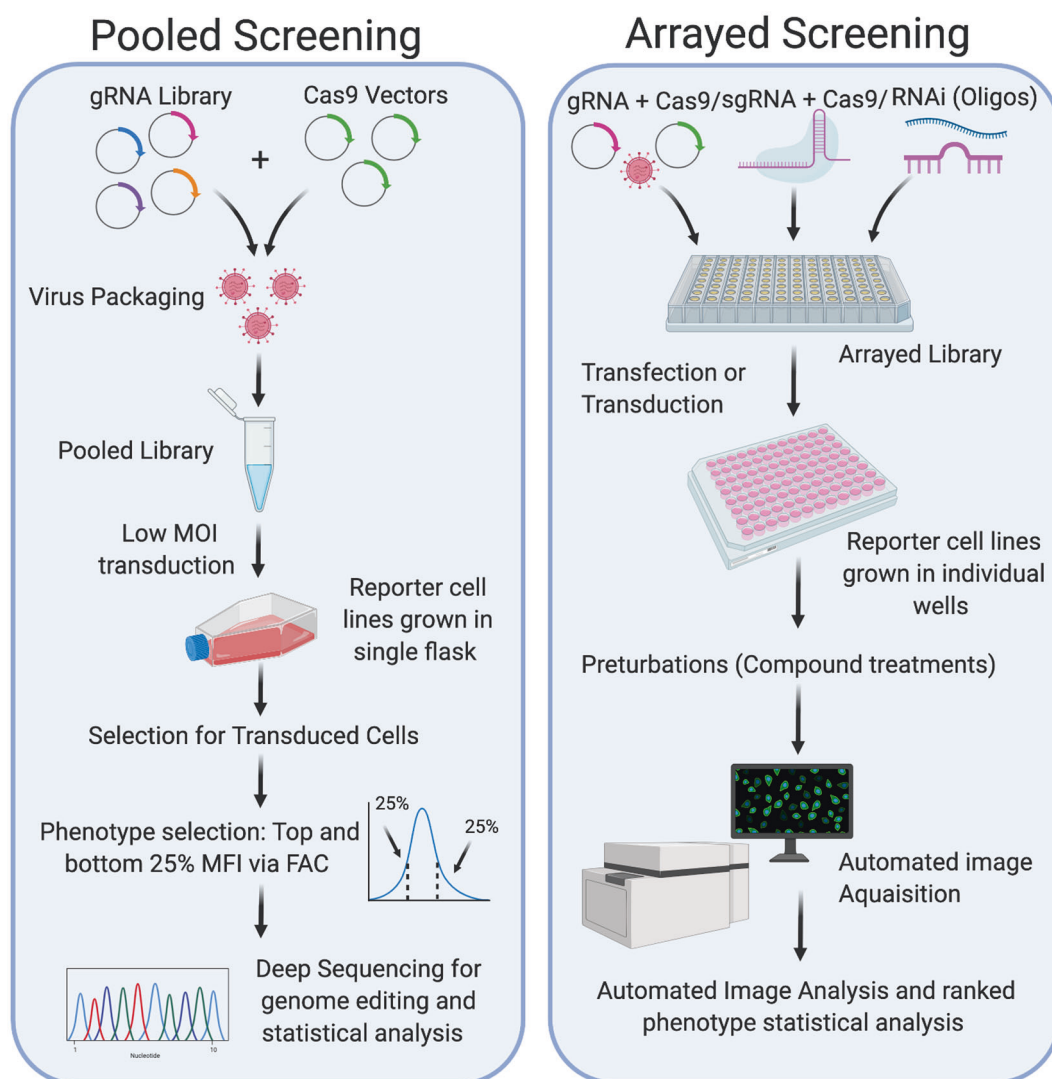 Pooled Screening
gRNA Library
Cas9 Vectors
+
Virus Packaging
Pooled Library
Low MOI
transduction
Reporter cell
lines grown in
single flask
Selection for Transduced Cells
Phenotype selection: Top and
bottom 25% MFI via FAC
25%
25%
Deep Sequencing for
genome editing and
statistical analysis
1
10
Nucleotide
Arrayed Screening
gRNA + Cas9/sgRNA + Cas9/ RNAi (Oligos)
Arrayed Library
Transfection or
Transduction
Reporter cell lines
grown in individual
wells
Preturbations (Compound treatments)
Automated image
Aquaisition
Automated Image Analysis and ranked
phenotype statistical analysis